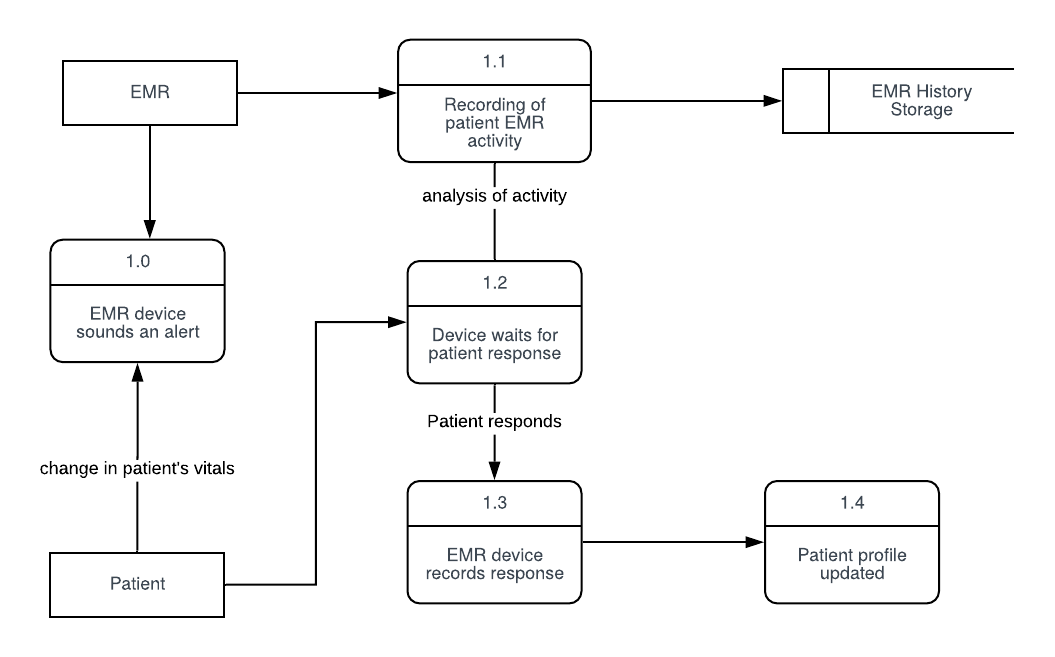 EMR
1.1
Recording of
patient EMR
activity
EMR History
Storage
analysis of activity
1.0
EMR device
sounds an alert
1.2
Device waits for
patient response
Patient responds
change in patient's vitals
1.3
EMR device
records response
1.4
Patient profile
updated
Patient